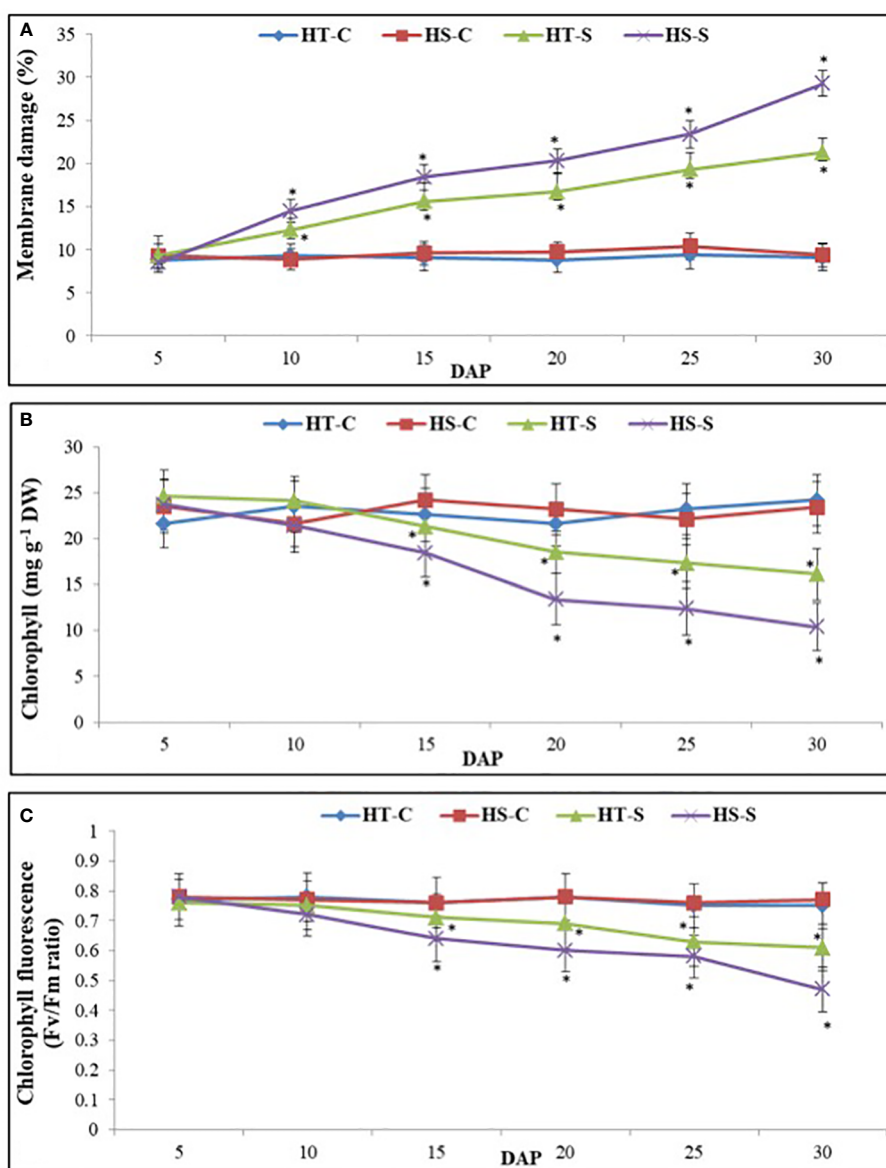 A
HT-C HS-C HT-S HS-S
Membrane damage (%)
35
30
25
20
15
10
5
0
* * * * *
* * * * *
5 10 15 20 25 30
DAP
B
HT-C HS-C HT-S HS-S
Chlorophyll (mg g-1 DW)
30
25
20
15
10
5
0
* * * *
* * * *
5 10 15 20 25 30
DAP
C
HT-C HS-C HT-S HS-S
Chlorophyll fluorescence
(Fv/Fm ratio)
1
0.9
0.8
0.7
0.6
0.5
0.4
0.3
0.2
0.1
0
* * * *
* * * *
5 10 15 20 25 30
DAP